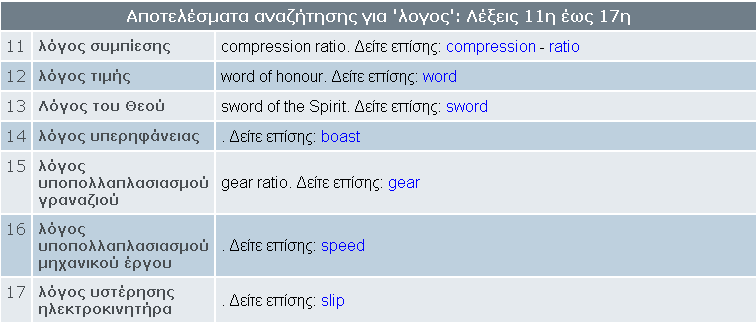 Αποτελέσματα αναζήτησης για 'λογος': Λέξεις 11η έως 17η
11 λόγος συμπίεσης compression ratio. Δείτε επίσης: compression - ratio
12 λόγος τιμής word of honour. Δείτε επίσης: word
13 Λόγος του Θεού sword of the Spirit. Δείτε επίσης: sword
14 λόγος υπερηφάνειας . Δείτε επίσης: boast
15 λόγος
υποπολλαπλασιασμού gear ratio. Δείτε επίσης: gear
γραναζιού
16 λόγος
υποπολλαπλασιασμού . Δείτε επίσης: speed
μηχανικού έργου
17 λόγος υστέρησης
ηλεκτροκινητήρα . Δείτε επίσης: slip